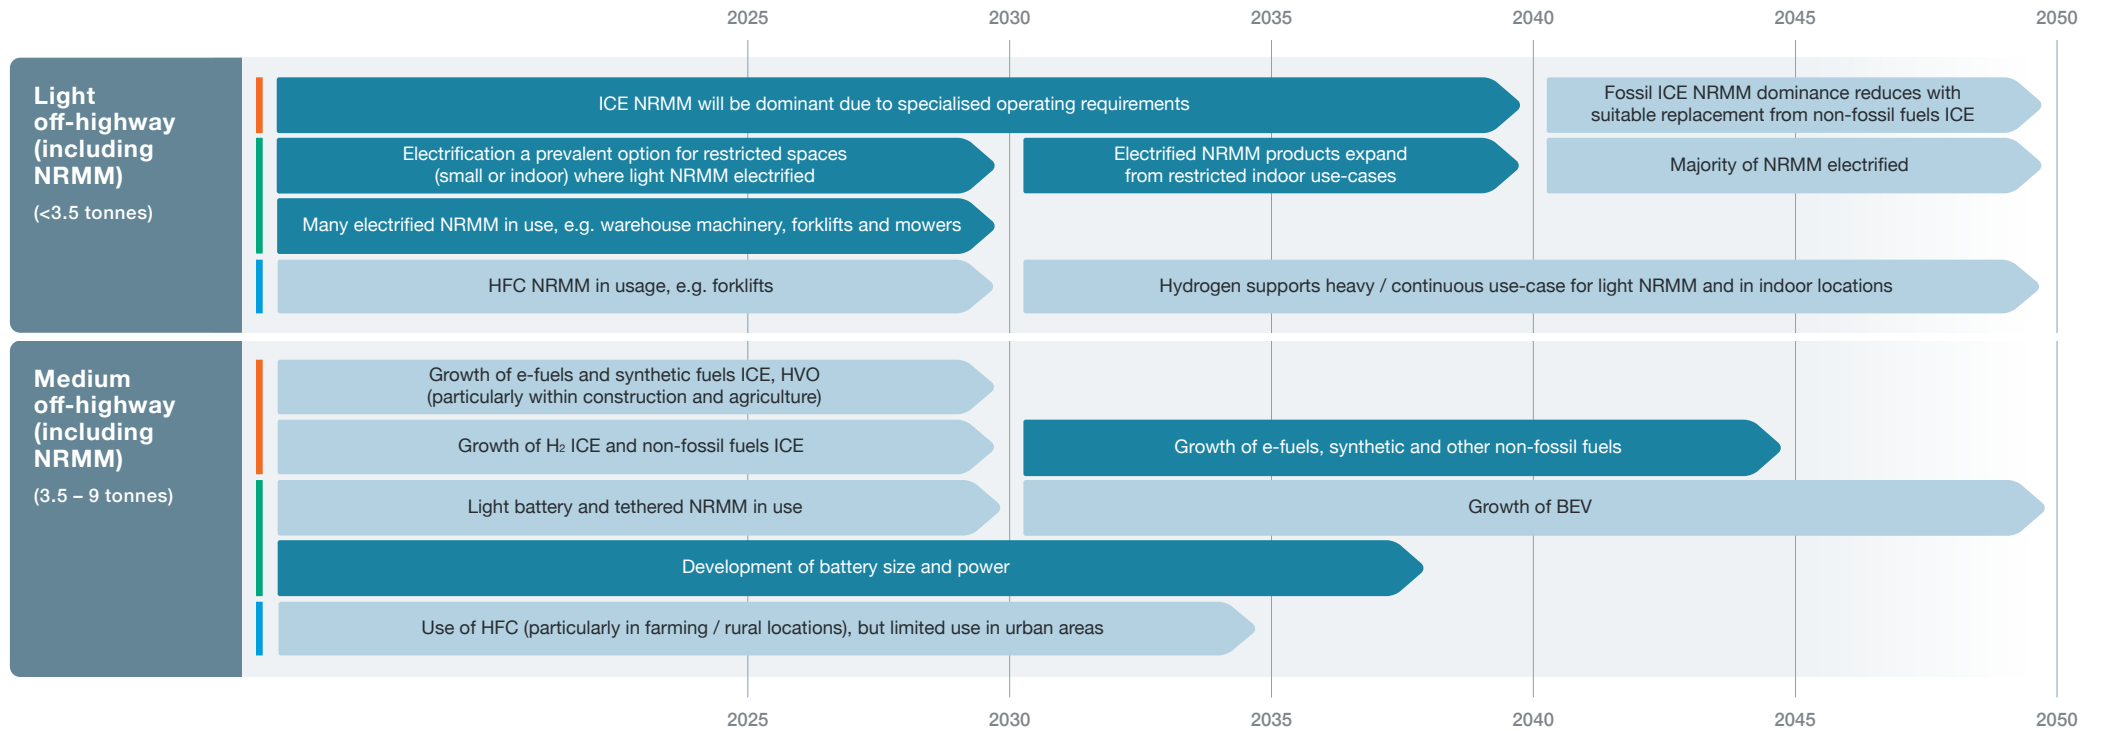 2025 2030 2035 2040 2045 2050
Light
off-highway
(including
NRMM)
(<3.5 tonnes)
ICE NRMM will be dominant due to specialised operating requirements
Fossil ICE NRMM dominance reduces with
suitable replacement from non-fossil fuels ICE
Electrification a prevalent option for restricted spaces
(small or indoor) where light NRMM electrified
Electrified NRMM products expand
from restricted indoor use-cases
Majority of NRMM electrified
Many electrified NRMM in use, e.g. warehouse machinery, forklifts and mowers
HFC NRMM in usage, e.g. forklifts
Hydrogen supports heavy / continuous use-case for light NRMM and in indoor locations
Medium
off-highway
(including
NRMM)
(3.5 – 9 tonnes)
Growth of e-fuels and synthetic fuels ICE, HVO
(particularly within construction and agriculture)
Growth of H₂ ICE and non-fossil fuels ICE
Growth of e-fuels, synthetic and other non-fossil fuels
Light battery and tethered NRMM in use
Growth of BEV
Development of battery size and power
Use of HFC (particularly in farming / rural locations), but limited use in urban areas
2025 2030 2035 2040 2045 2050